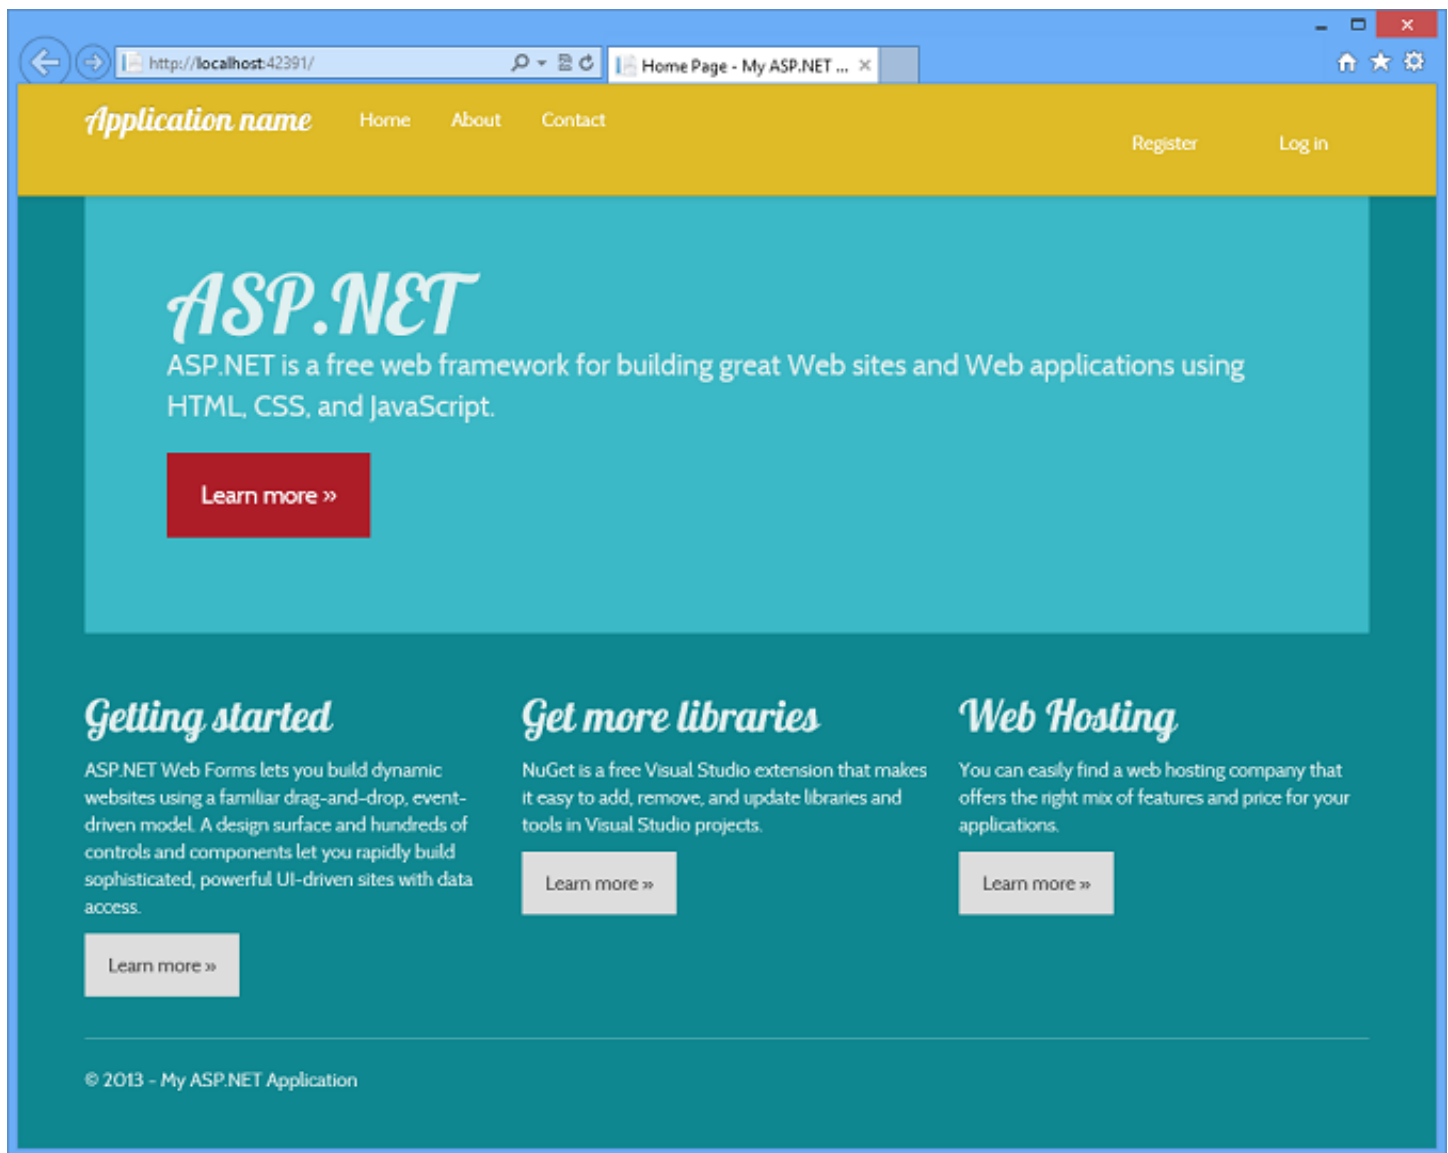 http://localhost:42391/
Home Page - My ASP.NET ...
Application name
Home
About
Contact
Register
Log in
ASP.NET
ASP.NET is a free web framework for building great Web sites and Web applications using
HTML, CSS, and JavaScript.
Learn more »
Getting started
ASP.NET Web Forms lets you build dynamic
websites using a familiar drag-and-drop, event-
driven model. A design surface and hundreds of
controls and components let you rapidly build
sophisticated, powerful UI-driven sites with data
access.
Learn more »
Get more libraries
NuGet is a free Visual Studio extension that makes
it easy to add, remove, and update libraries and
tools in Visual Studio projects.
Learn more »
Web Hosting
You can easily find a web hosting company that
offers the right mix of features and price for your
applications.
Learn more »
© 2013 - My ASP.NET Application